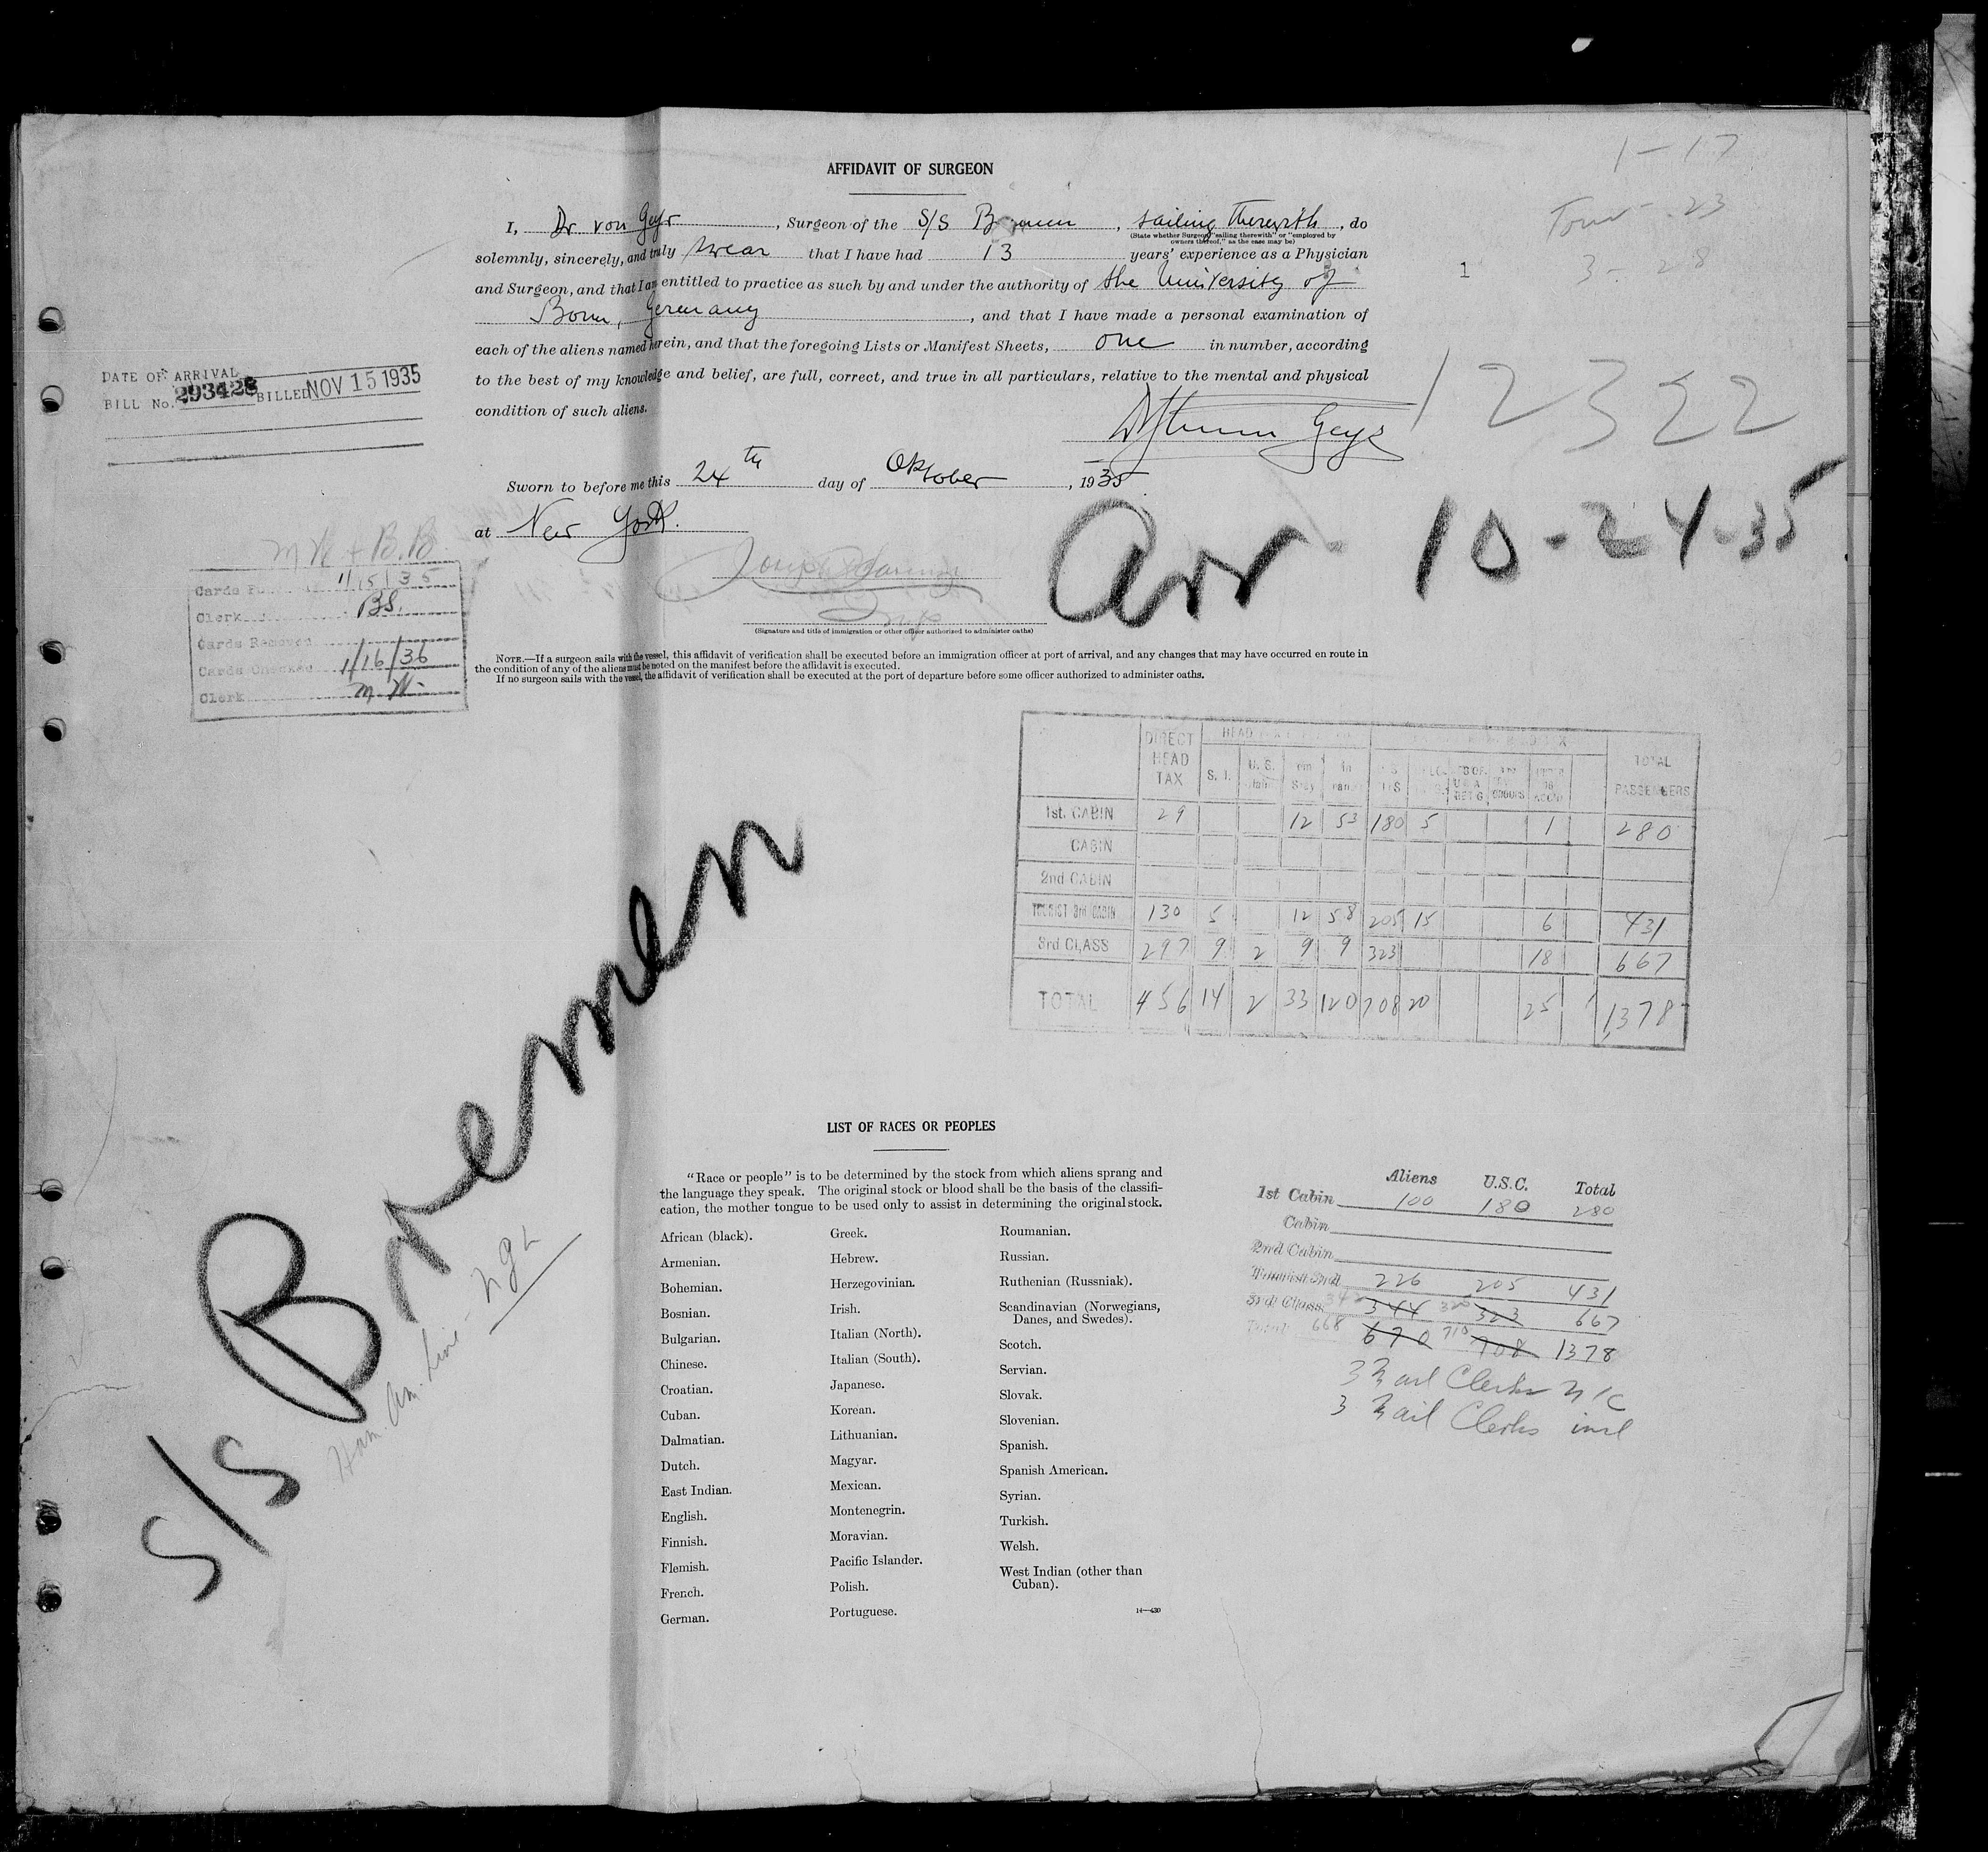 1-17
AFFIDAVIT OF SURGEON
Tour - 23
3 - 28
1
I, Dr. von Geyr, Surgeon of the S/S Bremen, sailing therewith, do
(State whether Surgeon "sailing therewith" or "employed by
owners thereof," as the case may be)
solemnly, sincerely, and truly swear that I have had 13 years' experience as a Physician
and Surgeon, and that I am entitled to practice as such by and under the authority of the University of
Bonn, Germany, and that I have made a personal examination of
each of the aliens named herein, and that the foregoing Lists or Manifest Sheets, one in number, according
to the best of my knowledge and belief, are full, correct, and true in all particulars, relative to the mental and physical
condition of such aliens.
Geyr
12322
DATE OF ARRIVAL
BILL No. 293428 BILLED NOV 15 1935
Sworn to before me this 24th day of Oktober, 1935
at New York.
Arr 10-24-35
(Signature and title of immigration or other officer authorized to administer oaths)
M W + B.B.
Cards 11/15/35
Clerk BS.
Cards Removed
Cards Checked 1/16/36
Clerk M W
NOTE.—If a surgeon sails with the vessel, this affidavit of verification shall be executed before an immigration officer at port of arrival, and any changes that may have occurred en route in
the condition of any of the aliens must be noted on the manifest before the affidavit is executed.
If no surgeon sails with the vessel, the affidavit of verification shall be executed at the port of departure before some officer authorized to administer oaths.
DIRECT HEAD TAX S. I. U. S. TOTAL PASSENGERS
1st. CABIN 29 12 53 180 5 1 280
CABIN
2nd CABIN
TOURIST 3rd CABIN 130 5 12 58 205 15 6 431
3rd CLASS 297 9 2 9 9 323 18 667
TOTAL 456 14 2 33 120 708 20 25 1378
S/S Bremen
Ham. Am. Line - NGL
LIST OF RACES OR PEOPLES
"Race or people" is to be determined by the stock from which aliens sprang and
the language they speak. The original stock or blood shall be the basis of the classifi-
cation, the mother tongue to be used only to assist in determining the original stock.
African (black).
Armenian.
Bohemian.
Bosnian.
Bulgarian.
Chinese.
Croatian.
Cuban.
Dalmatian.
Dutch.
East Indian.
English.
Finnish.
Flemish.
French.
German.
Greek.
Hebrew.
Herzegovinian.
Irish.
Italian (North).
Italian (South).
Japanese.
Korean.
Lithuanian.
Magyar.
Mexican.
Montenegrin.
Moravian.
Pacific Islander.
Polish.
Portuguese.
Roumanian.
Russian.
Ruthenian (Russniak).
Scandinavian (Norwegians,
Danes, and Swedes).
Scotch.
Servian.
Slovak.
Slovenian.
Spanish.
Spanish American.
Syrian.
Turkish.
Welsh.
West Indian (other than
Cuban).
14—430
Aliens U.S.C. Total
1st Cabin 100 180 280
Cabin
2nd Cabin
Tourist 3rd 226 205 431
3rd Class 342 344 320 323 667
Total 668 670 710 708 1378
3 Mail Clerks
3 Mail Clerks incl